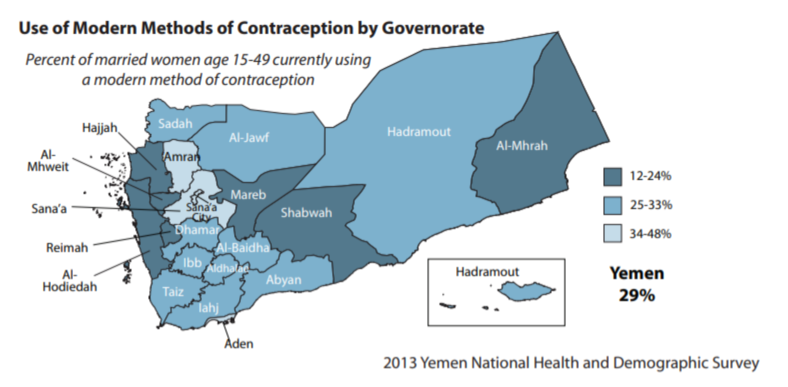 Use of Modern Methods of Contraception by Governorate
Percent of married women age 15-49 currently using
a modern method of contraception
Sadah
Hajjah
Al-Jawf
Hadramout
Amran
Al-Mhrah
Al-
Mhweit
12-24%
Mareb
25-33%
Sana'a
Sana'a
City
Shabwah
34-48%
Dhamar
Reimah
Al-Baidha
Ibb
Aldhalae
Hadramout
Yemen
29%
Al-
Hodiedah
Abyan
Taiz
lahj
Aden
2013 Yemen National Health and Demographic Survey